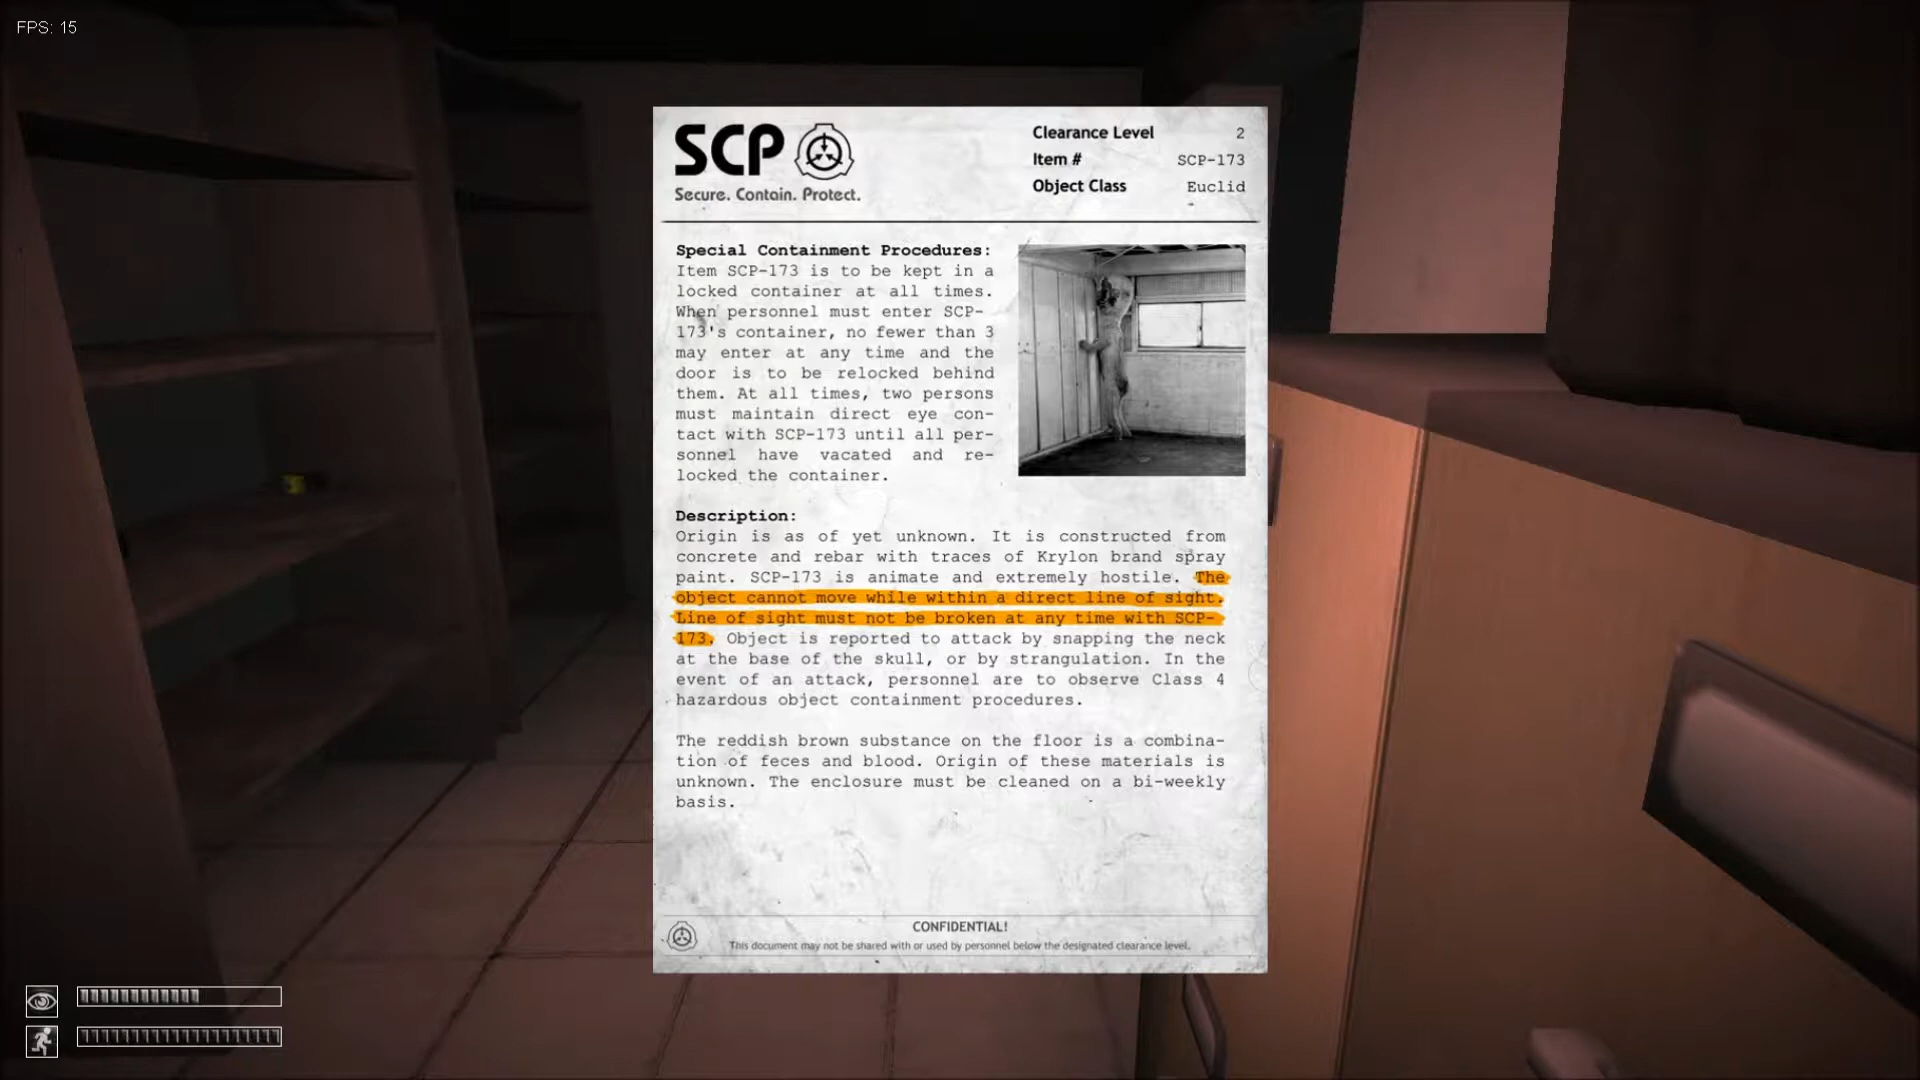 FPS: 15
SCP
Secure. Contain. Protect.
Clearance Level 2
Item # SCP-173
Object Class Euclid
Special Containment Procedures:
Item SCP-173 is to be kept in a
locked container at all times.
When personnel must enter SCP-
173's container, no fewer than 3
may enter at any time and the
door is to be relocked behind
them. At all times, two persons
must maintain direct eye con-
tact with SCP-173 until all per-
sonnel have vacated and re-
locked the container.
Description:
Origin is as of yet unknown. It is constructed from
concrete and rebar with traces of Krylon brand spray
paint. SCP-173 is animate and extremely hostile. The
object cannot move while within a direct line of sight.
Line of sight must not be broken at any time with SCP-
173. Object is reported to attack by snapping the neck
at the base of the skull, or by strangulation. In the
event of an attack, personnel are to observe Class 4
hazardous object containment procedures.
The reddish brown substance on the floor is a combina-
tion of feces and blood. Origin of these materials is
unknown. The enclosure must be cleaned on a bi-weekly
basis.
CONFIDENTIAL!
This document may not be shared with or used by personnel below the designated clearance level.